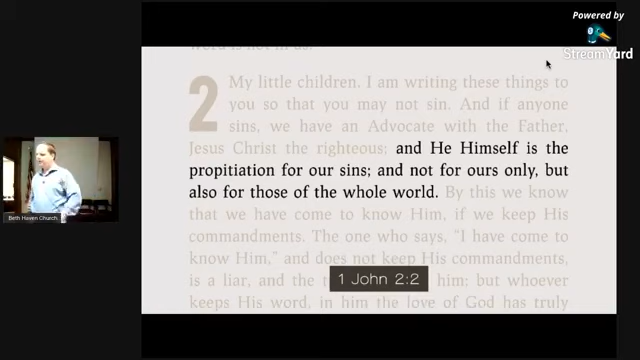 Powered by
StreamYard
word is not in us.
2
My little children, I am writing these things to
you so that you may not sin. And if anyone
sins, we have an Advocate with the Father,
Jesus Christ the righteous; and He Himself is the
propitiation for our sins; and not for ours only, but
also for those of the whole world. By this we know
that we have come to know Him, if we keep His
commandments. The one who says, "I have come to
know Him," and does not keep His commandments,
is a liar, and the t him; but whoever
keeps His word, in him the love of God has truly
1 John 2:2
Beth Haven Church